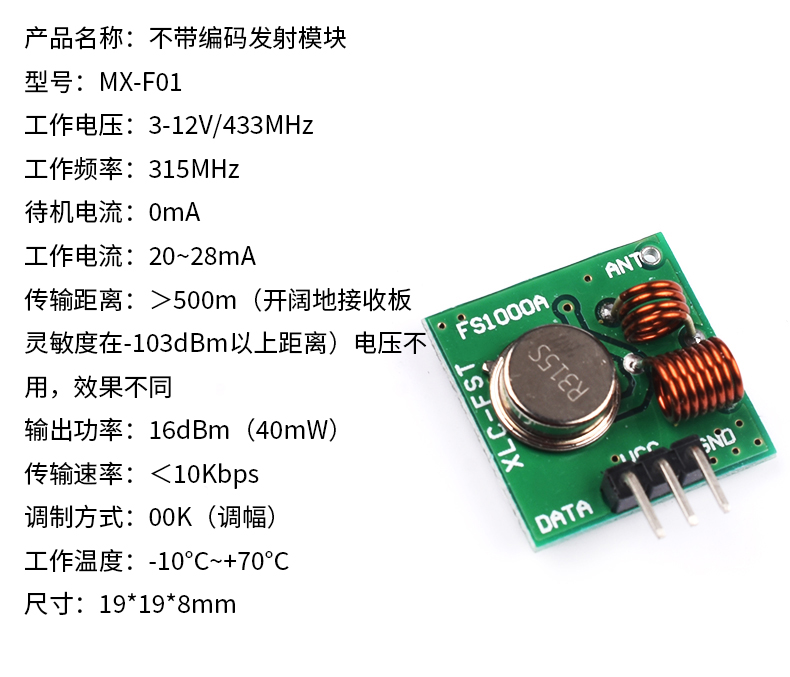 产品名称：不带编码发射模块
型号：MX-F01
工作电压：3-12V/433MHz
工作频率：315MHz
待机电流：0mA
工作电流：20~28mA
传输距离：＞500m（开阔地接收板
灵敏度在-103dBm以上距离）电压不
用，效果不同
输出功率：16dBm（40mW）
传输速率：＜10Kbps
调制方式：00K（调幅）
工作温度：-10℃~+70℃
尺寸：19*19*8mm
ANT
FS1000A
R315S
XLC-FST
VCC
GND
DATA